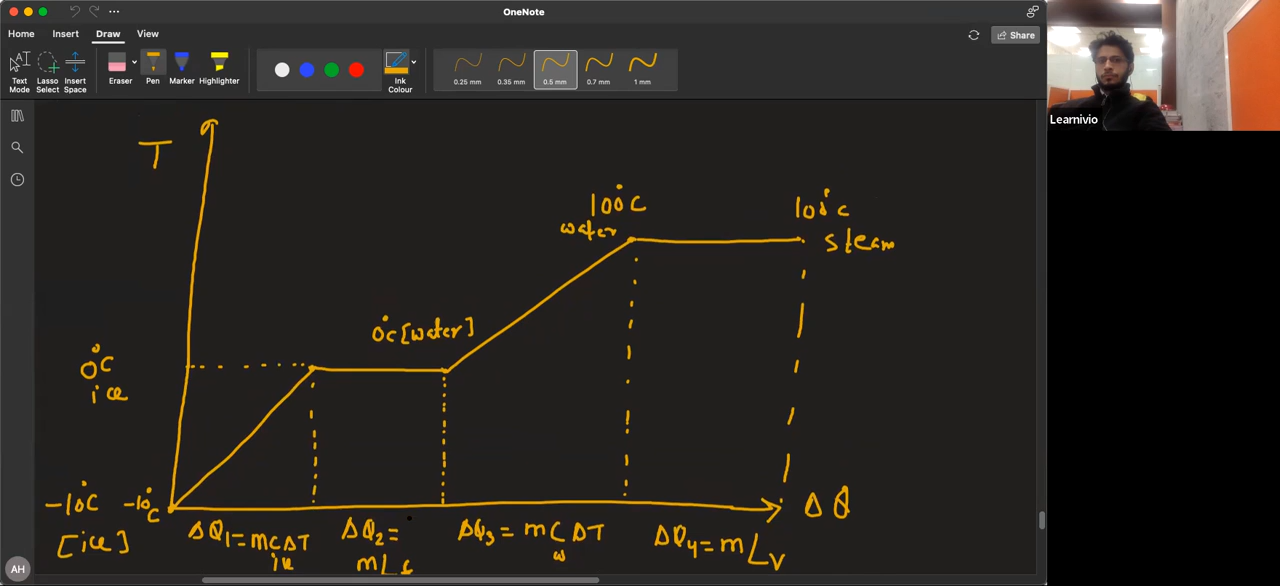 OneNote
Home Insert Draw View
Share
Text Mode
Lasso Select
Insert Space
Eraser
Pen
Marker
Highlighter
Ink Colour
0.25 mm
0.35 mm
0.5 mm
0.7 mm
1 mm
Learnivio
T
100°C
water
100°C
steam
0°C [water]
0°C
ice
-10°C
[ice]
-10°C
ΔQ
ΔQ1 = mCΔT
ice
ΔQ2 =
mLf
ΔQ3 = mCΔT
w
ΔQ4 = mLv
AH